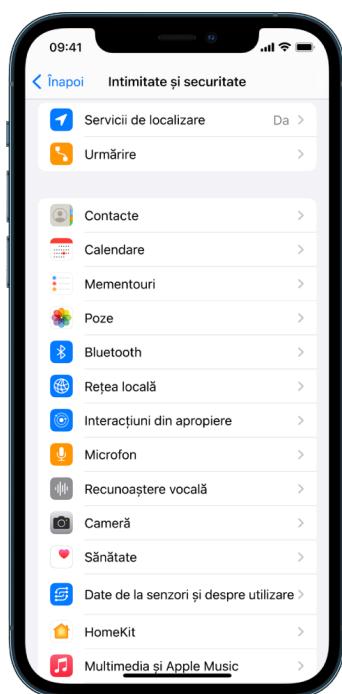 09:41
Înapoi Intimitate și securitate
Servicii de localizare Da
Urmărire
Contacte
Calendare
Mementouri
Poze
Bluetooth
Rețea locală
Interacțiuni din apropiere
Microfon
Recunoaștere vocală
Cameră
Sănătate
Date de la senzori și despre utilizare
HomeKit
Multimedia și Apple Music